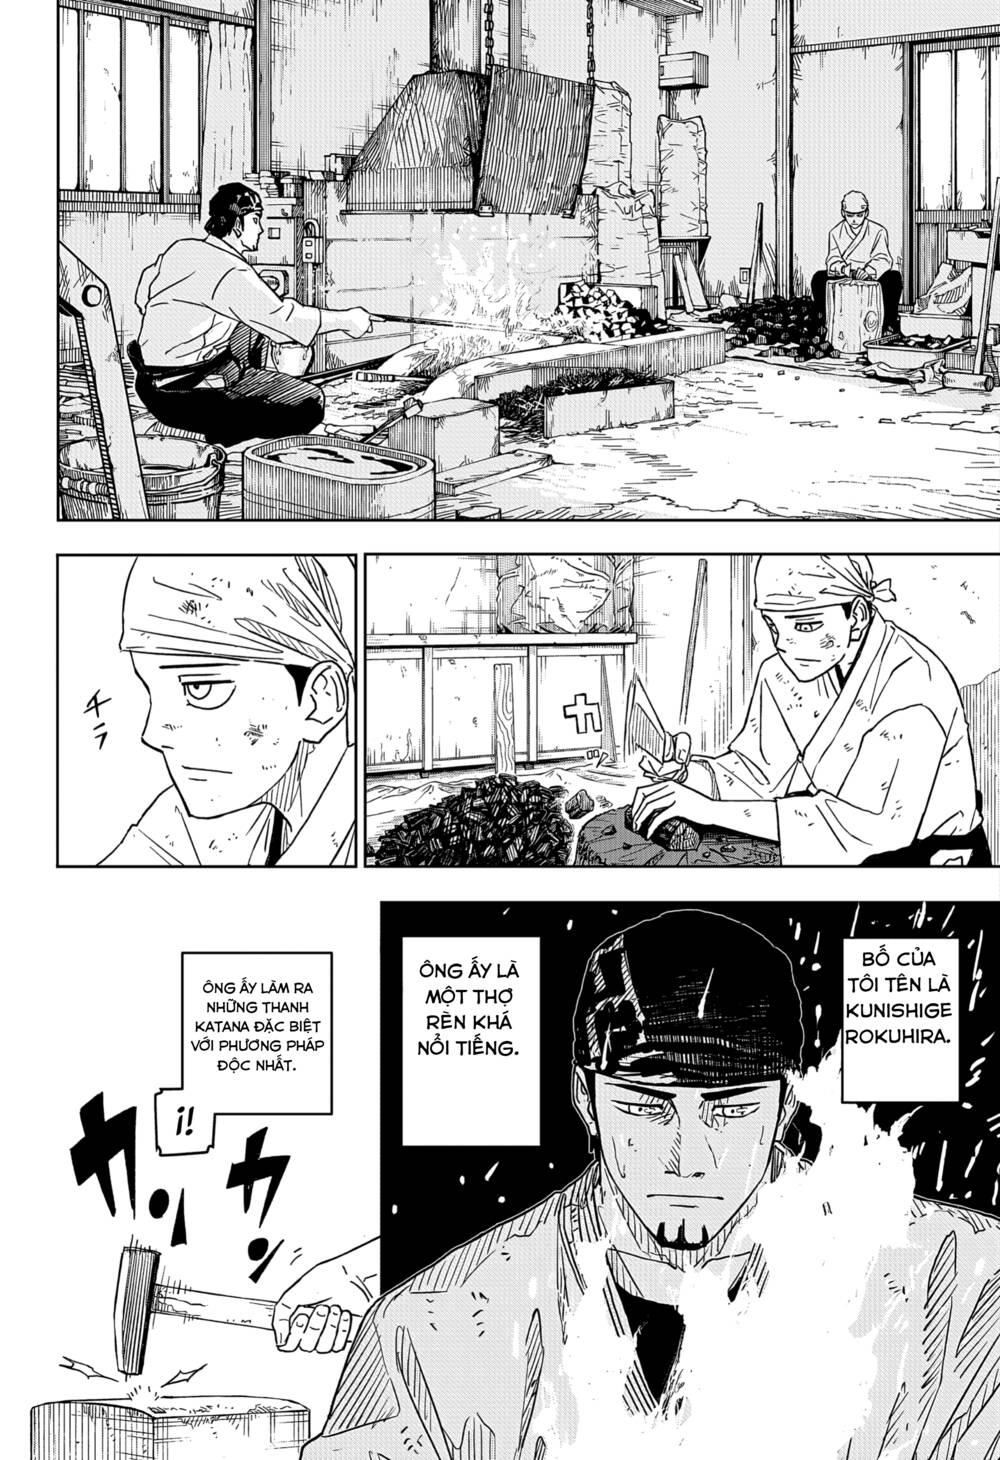 カ
ッ
チラ
BỐ CỦA
TÔI TÊN LÀ
KUNISHIGE
ROKUHIRA.
ÔNG ẤY LÀ
MỘT THỢ
RÈN KHÁ
NỔI TIẾNG.
ÔNG ẤY LÀM RA
NHỮNG THANH
KATANA ĐẶC BIỆT
VỚI PHƯƠNG PHÁP
ĐỘC NHẤT.
i!
カン
カン